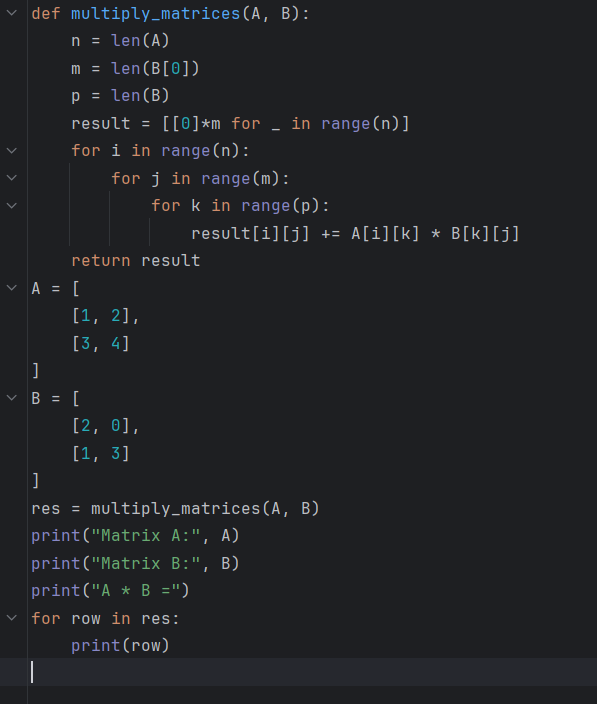 def multiply_matrices(A, B):
    n = len(A)
    m = len(B[0])
    p = len(B)
    result = [[0]*m for _ in range(n)]
    for i in range(n):
        for j in range(m):
            for k in range(p):
                result[i][j] += A[i][k] * B[k][j]
    return result
A = [
    [1, 2],
    [3, 4]
]
B = [
    [2, 0],
    [1, 3]
]
res = multiply_matrices(A, B)
print("Matrix A:", A)
print("Matrix B:", B)
print("A * B =")
for row in res:
    print(row)